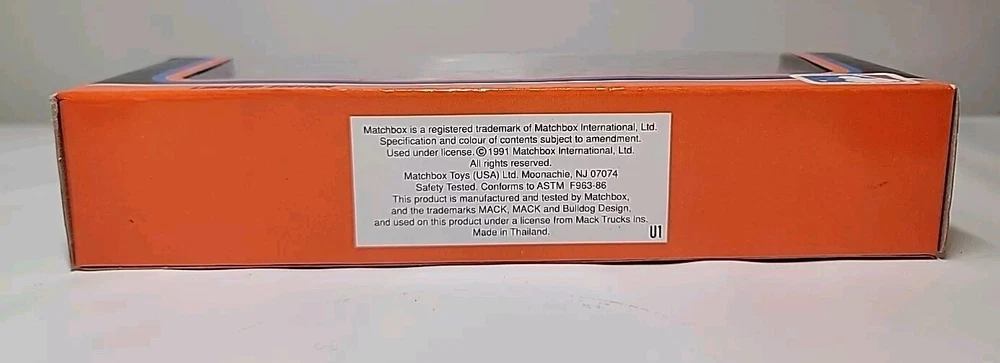 Matchbox is a registered trademark of Matchbox International, Ltd.
Specification and colour of contents subject to amendment.
Used under license. © 1991 Matchbox International, Ltd.
All rights reserved.
Matchbox Toys (USA) Ltd. Moonachie, NJ 07074
Safety Tested. Conforms to ASTM F963-86
This product is manufactured and tested by Matchbox,
and the trademarks MACK, MACK and Bulldog Design,
and used on this product under a license from Mack Trucks Ins.
Made in Thailand.
U1